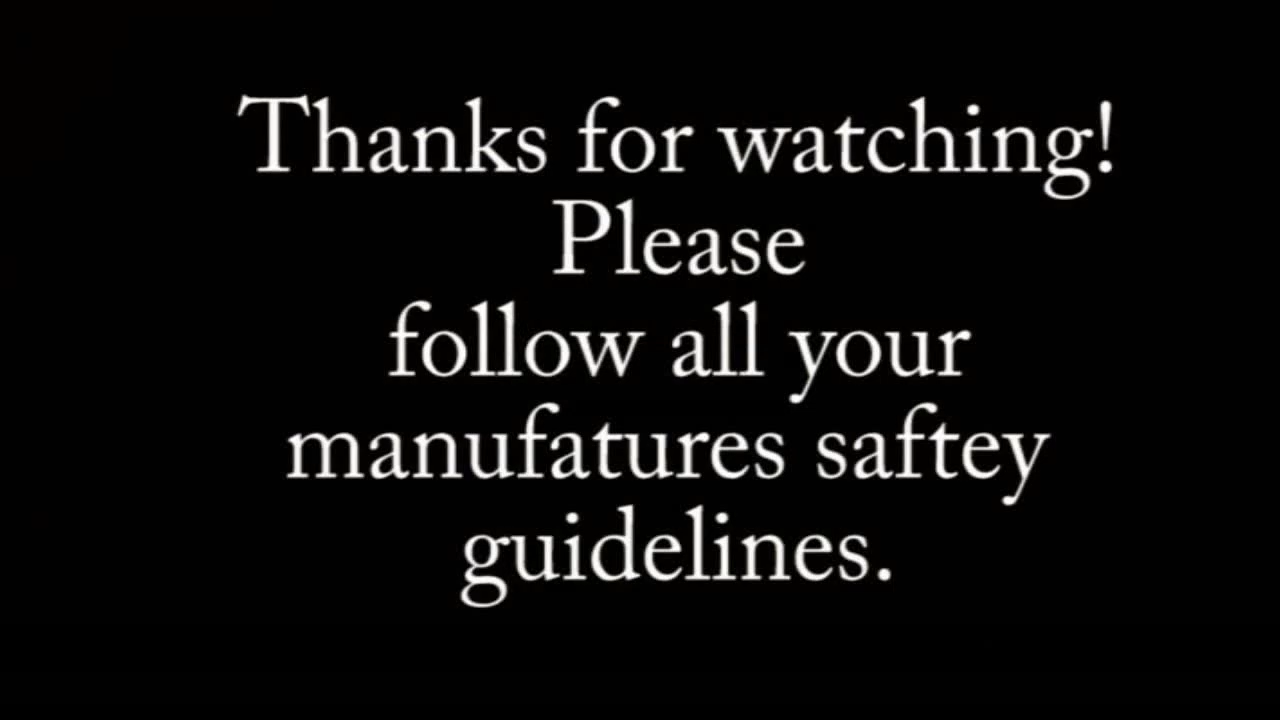 Thanks for watching!
Please
follow all your
manufatures saftey
guidelines.